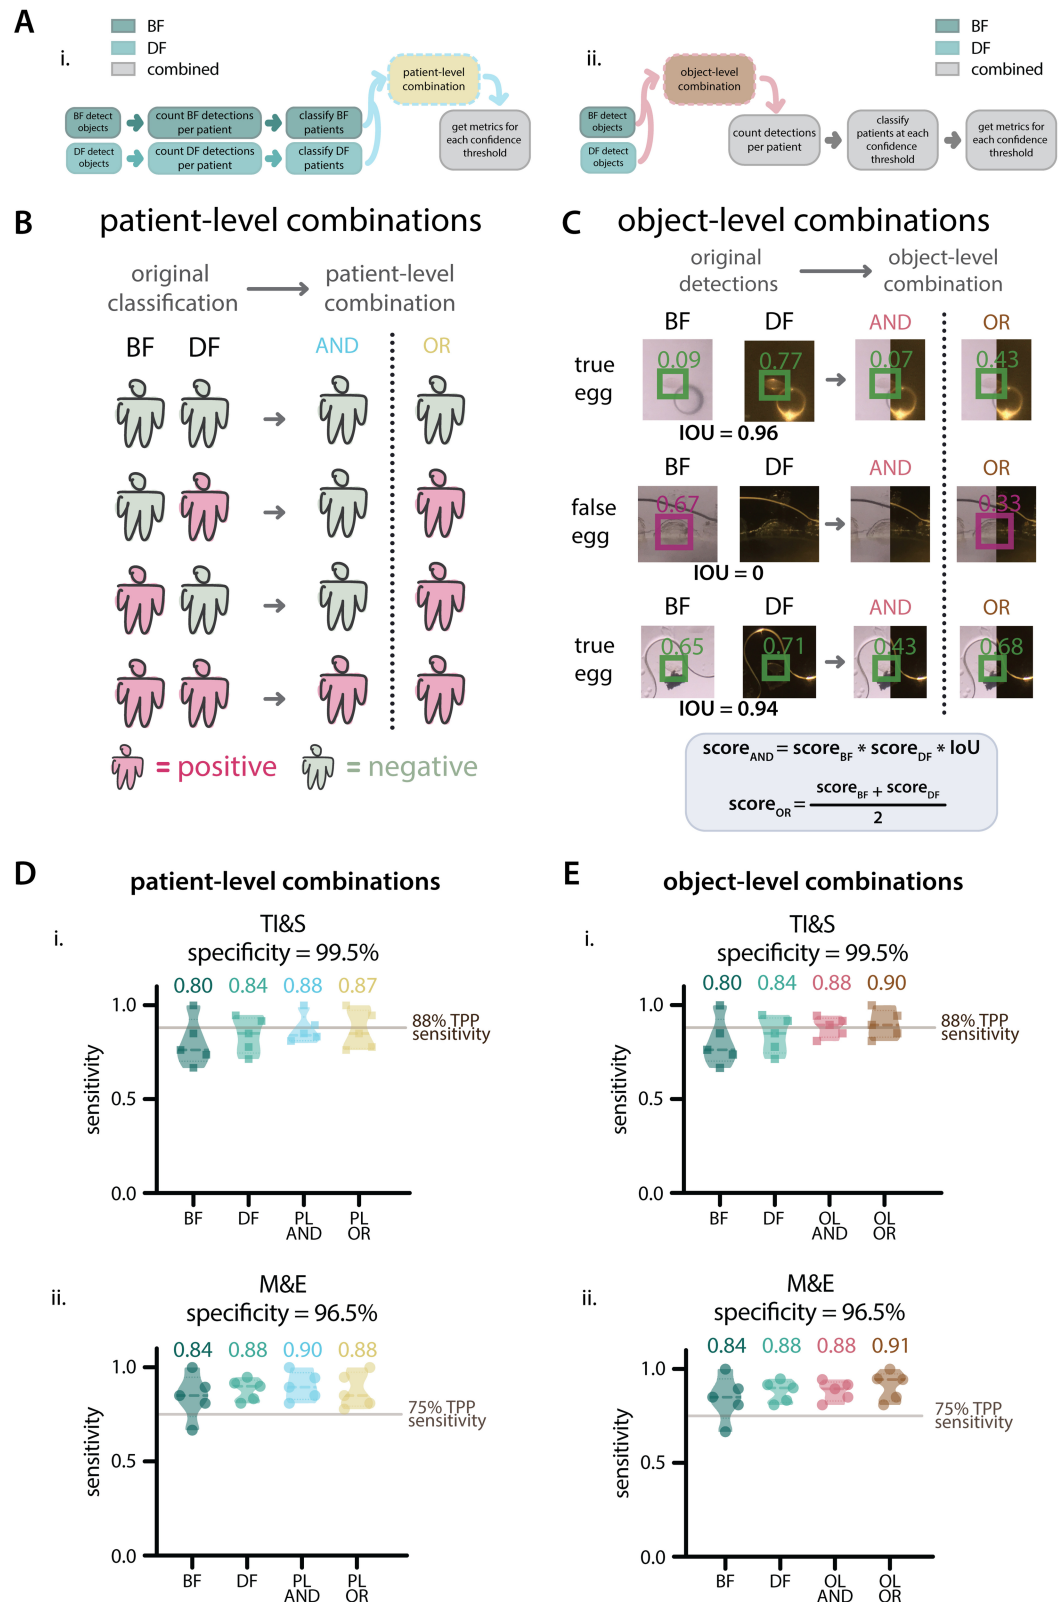 A
i.
BF
DF
combined
BF detect
objects
count BF detections
per patient
classify BF
patients
DF detect
objects
count DF detections
per patient
classify DF
patients
patient-level
combination
get metrics for
each confidence
threshold
ii.
BF
DF
combined
BF detect
objects
DF detect
objects
object-level
combination
count detections
per patient
classify
patients at each
confidence
threshold
get metrics for
each confidence
threshold
B
patient-level combinations
original
classification
patient-level
combination
BF
DF
AND
OR
= positive
= negative
C
object-level combinations
original
detections
object-level
combination
BF
DF
AND
OR
true
egg
0.09
0.77
0.07
0.43
IOU = 0.96
BF
DF
AND
OR
false
egg
0.67
0.33
IOU = 0
BF
DF
AND
OR
true
egg
0.65
0.71
0.43
0.68
IOU = 0.94
score_AND = score_BF * score_DF * IoU
score_OR = (score_BF + score_DF) / 2
D
patient-level combinations
i.
TI&S
specificity = 99.5%
0.80 0.84 0.88 0.87
1.0
0.5
0.0
sensitivity
88% TPP
sensitivity
BF DF PL PL
AND OR
ii.
M&E
specificity = 96.5%
0.84 0.88 0.90 0.88
1.0
0.5
0.0
sensitivity
75% TPP
sensitivity
BF DF PL PL
AND OR
E
object-level combinations
i.
TI&S
specificity = 99.5%
0.80 0.84 0.88 0.90
1.0
0.5
0.0
sensitivity
88% TPP
sensitivity
BF DF OL OL
AND OR
ii.
M&E
specificity = 96.5%
0.84 0.88 0.88 0.91
1.0
0.5
0.0
sensitivity
75% TPP
sensitivity
BF DF OL OL
AND OR